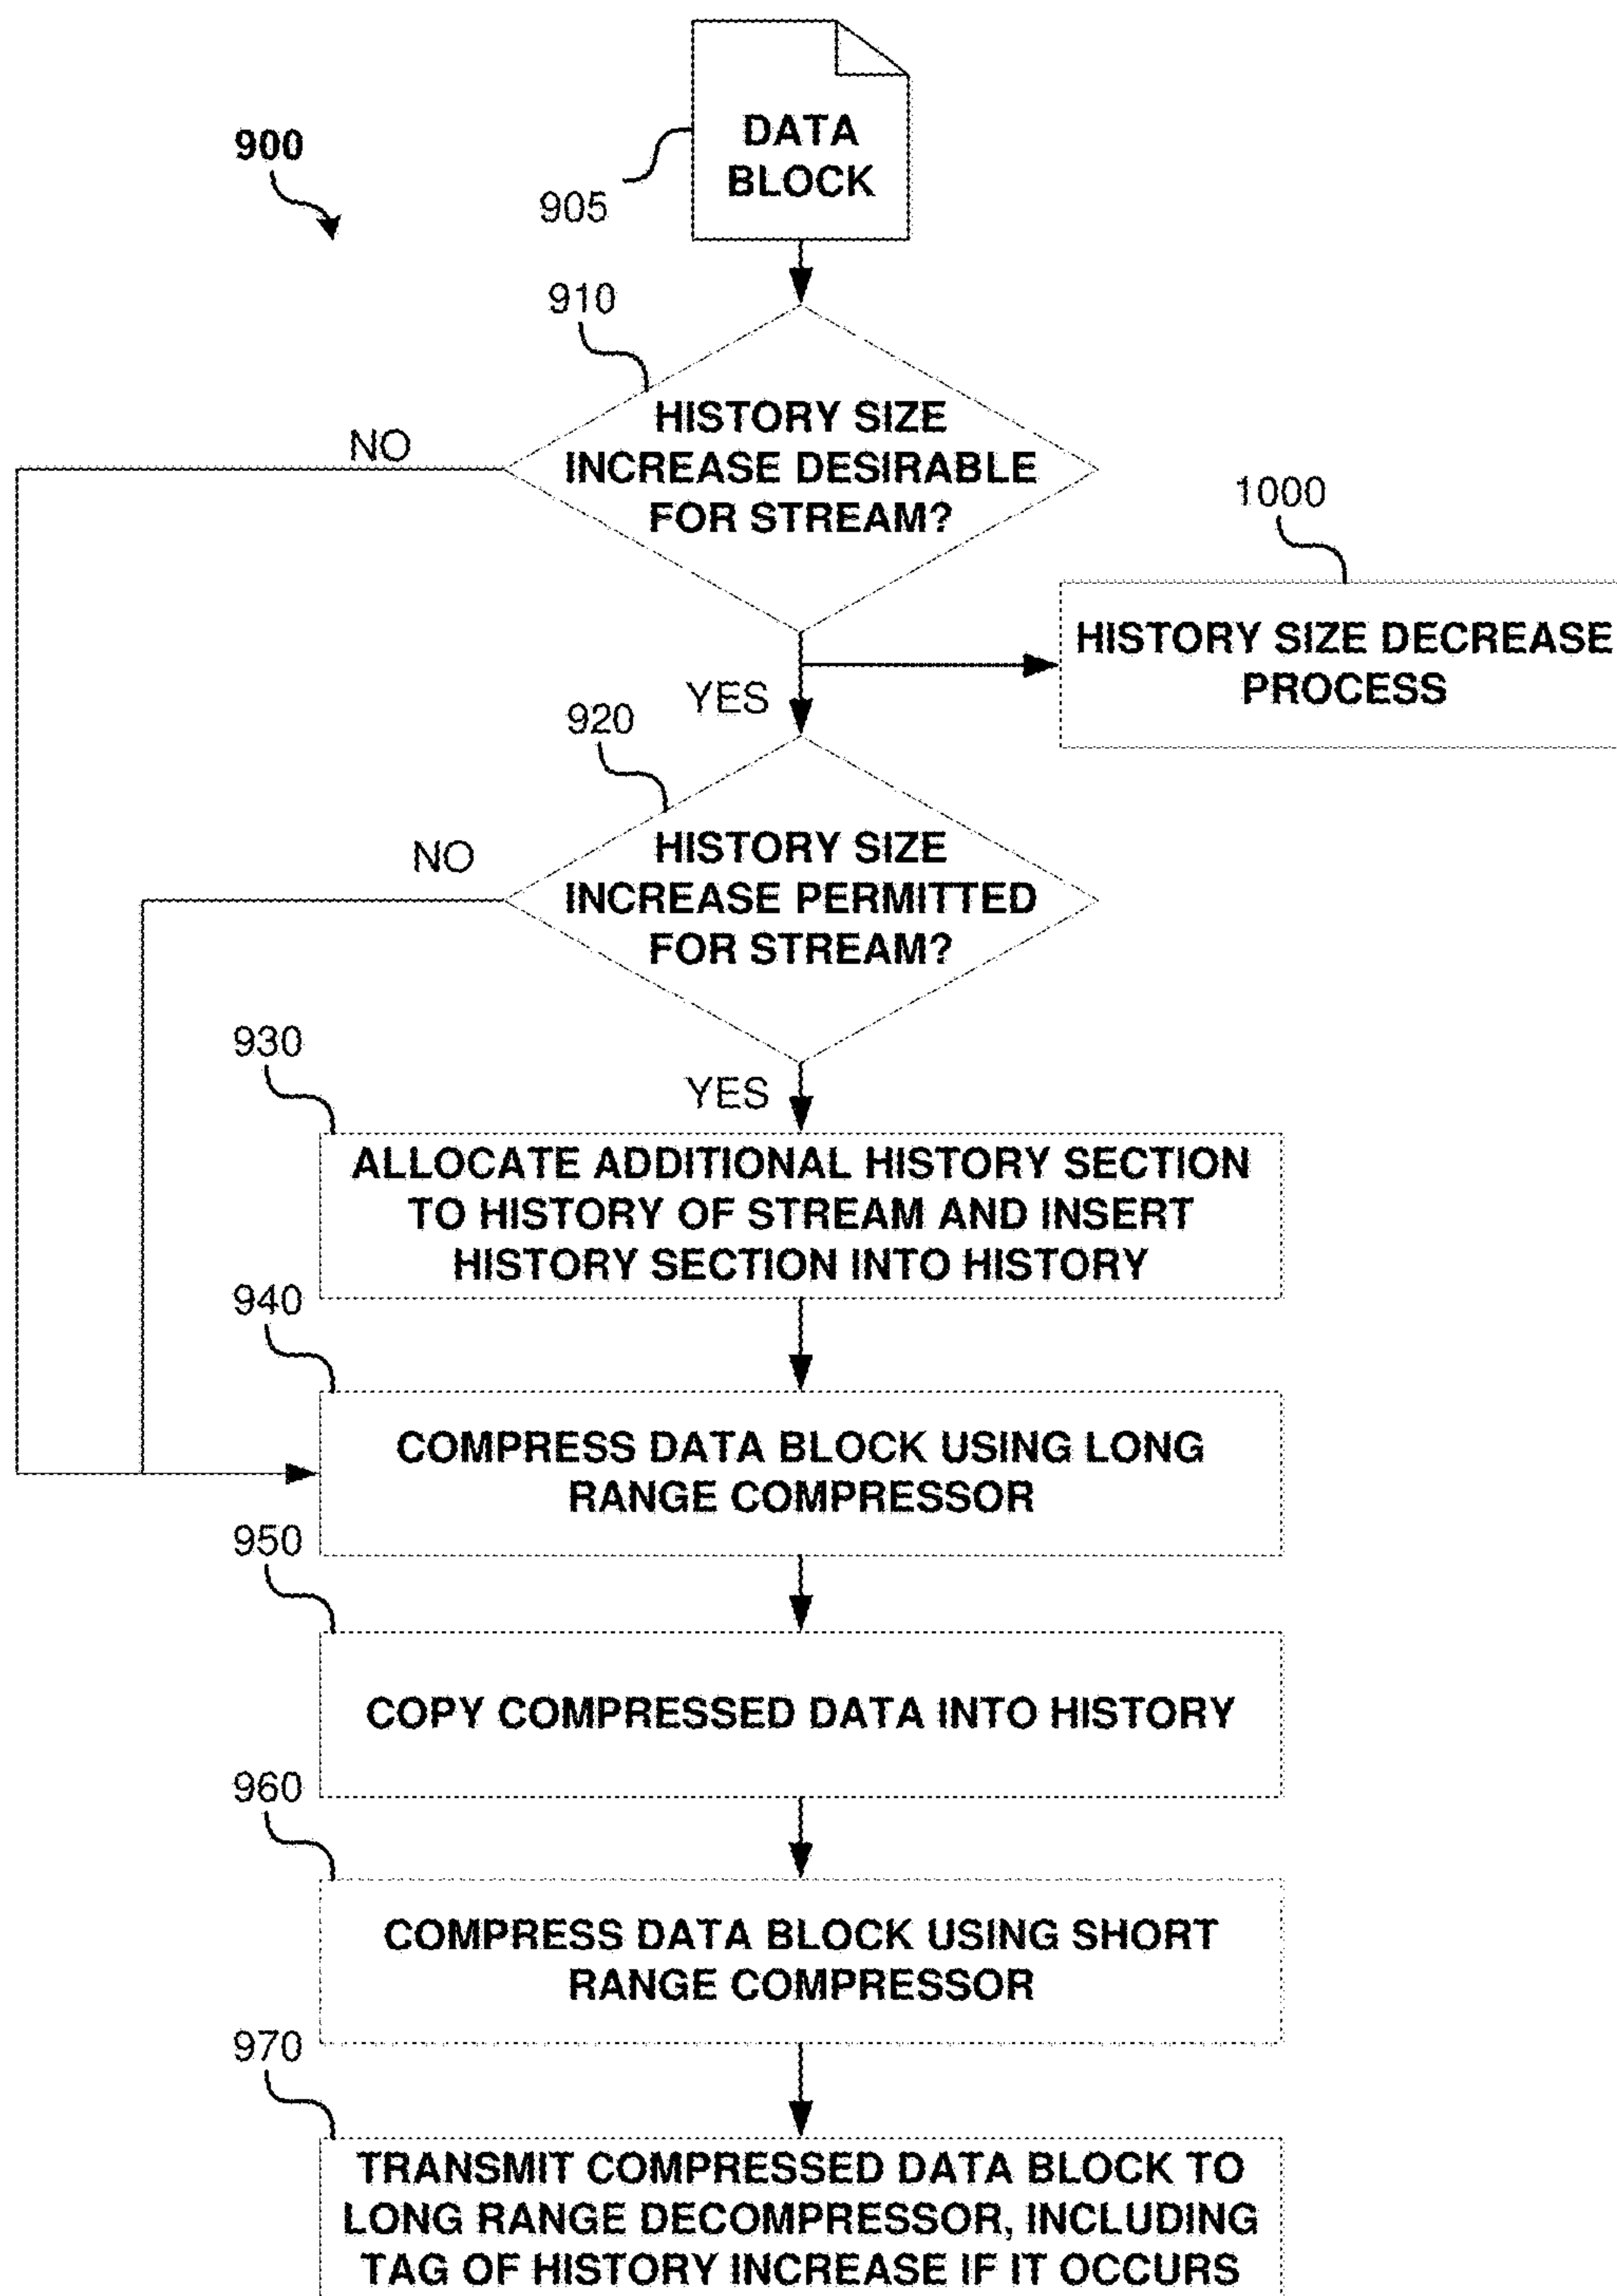 DATA
BLOCK
900
905
910
HISTORY SIZE
INCREASE DESIRABLE
FOR STREAM?
NO
1000
HISTORY SIZE DECREASE
PROCESS
YES
920
HISTORY SIZE
INCREASE PERMITTED
FOR STREAM?
NO
930
YES
ALLOCATE ADDITIONAL HISTORY SECTION
TO HISTORY OF STREAM AND INSERT
HISTORY SECTION INTO HISTORY
940
COMPRESS DATA BLOCK USING LONG
RANGE COMPRESSOR
950
COPY COMPRESSED DATA INTO HISTORY
960
COMPRESS DATA BLOCK USING SHORT
RANGE COMPRESSOR
970
TRANSMIT COMPRESSED DATA BLOCK TO
LONG RANGE DECOMPRESSOR, INCLUDING
TAG OF HISTORY INCREASE IF IT OCCURS